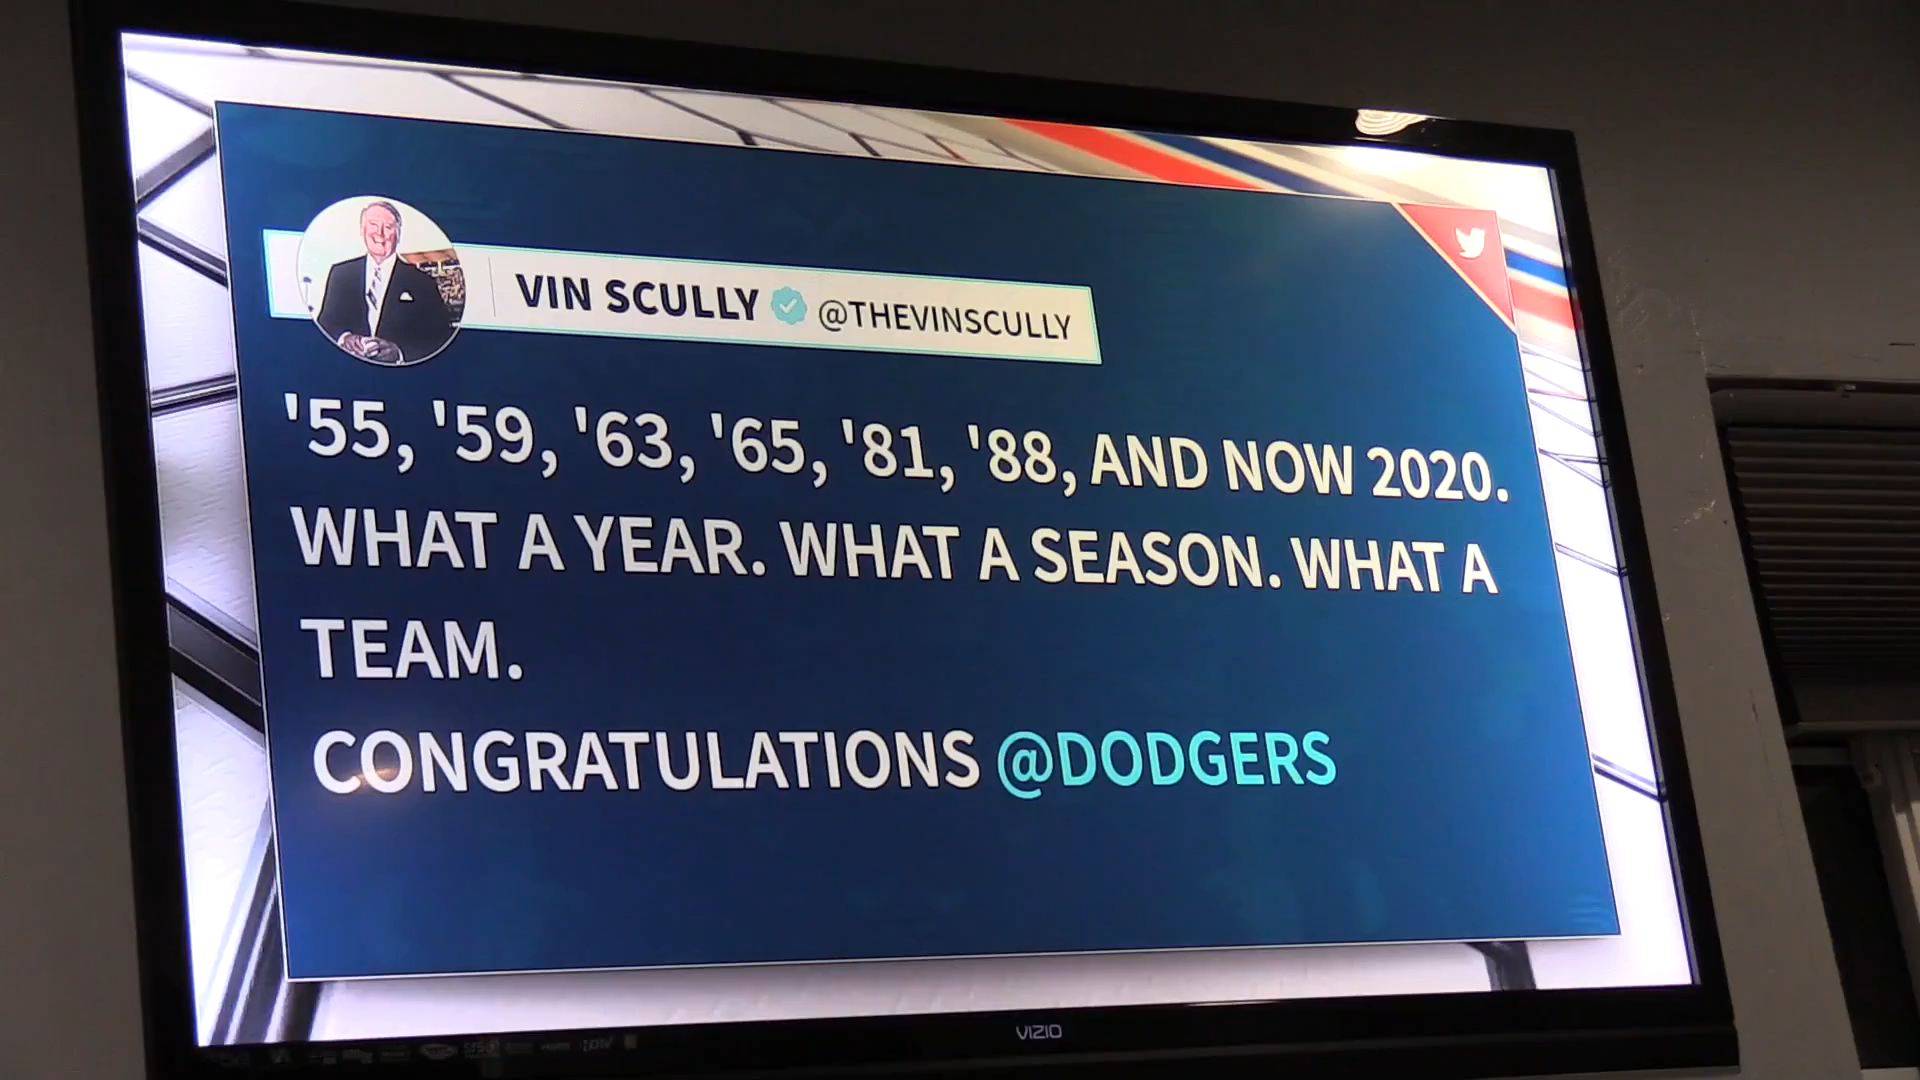 VIN SCULLY @THEVINSCULLY
'55, '59, '63, '65, '81, '88, AND NOW 2020.
WHAT A YEAR. WHAT A SEASON. WHAT A
TEAM.
CONGRATULATIONS @DODGERS
VIZIO